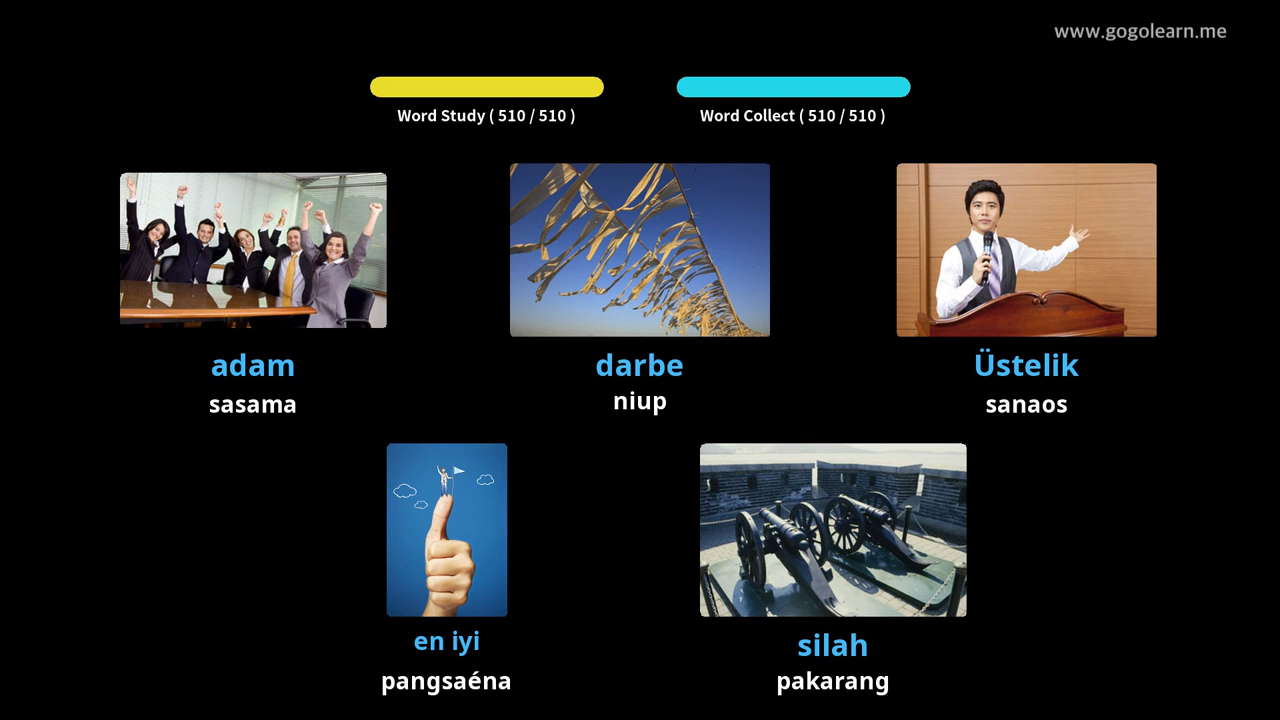 www.gogolearn.me
Word Study ( 510 / 510 )
Word Collect ( 510 / 510 )
adam
sasama
darbe
niup
Üstelik
sanaos
en iyi
pangsaéna
silah
pakarang